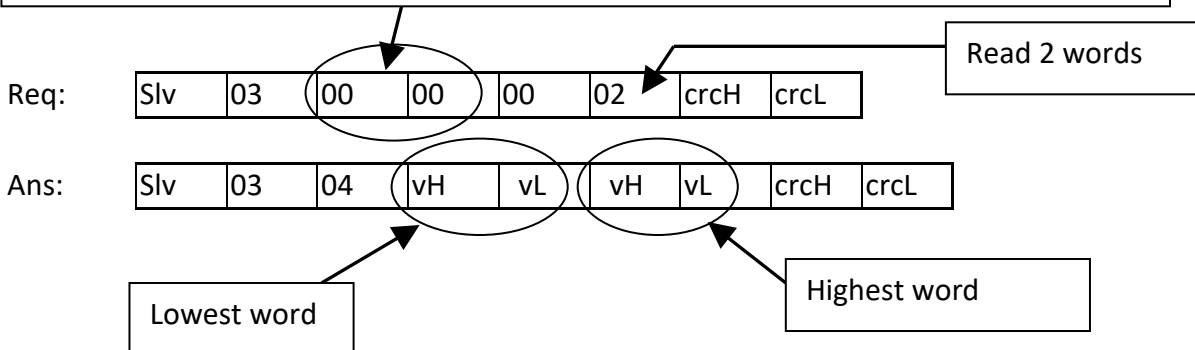 Read 2 words
Req: Slv 03 00 00 00 02 crcH crcL
Ans: Slv 03 04 vH vL vH vL crcH crcL
Lowest word
Highest word